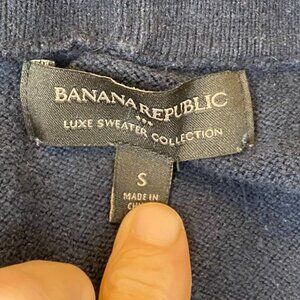 BANANA REPUBLIC
★★★
LUXE SWEATER COLLECTION
S
MADE IN